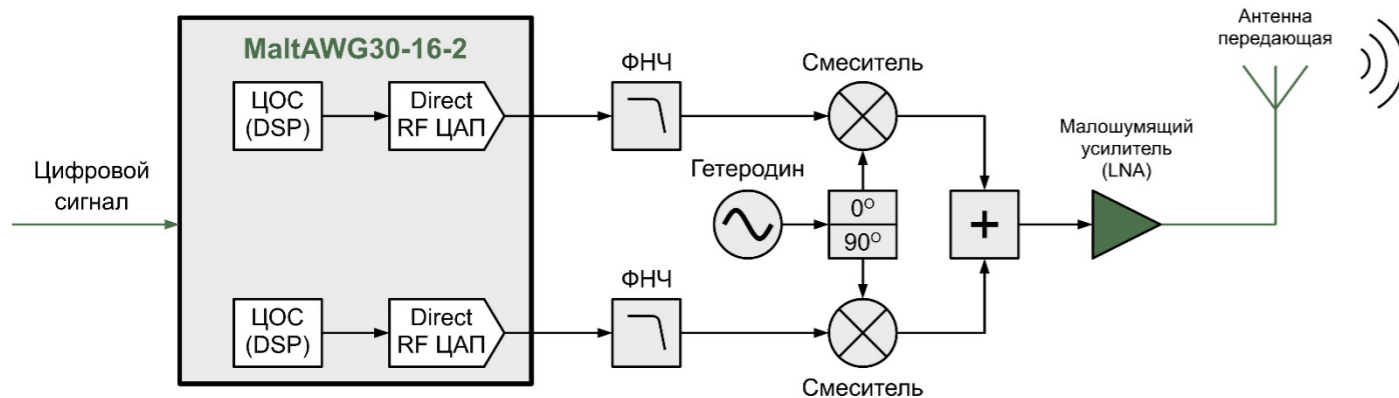 MaltAWG30-16-2
ЦОС
(DSP)
Direct
RF ЦАП
ФНЧ
Смеситель
Антенна
передающая
Малошумящий
усилитель
(LNA)
Цифровой
сигнал
Гетеродин
0°
90°
+
ЦОС
(DSP)
Direct
RF ЦАП
ФНЧ
Смеситель